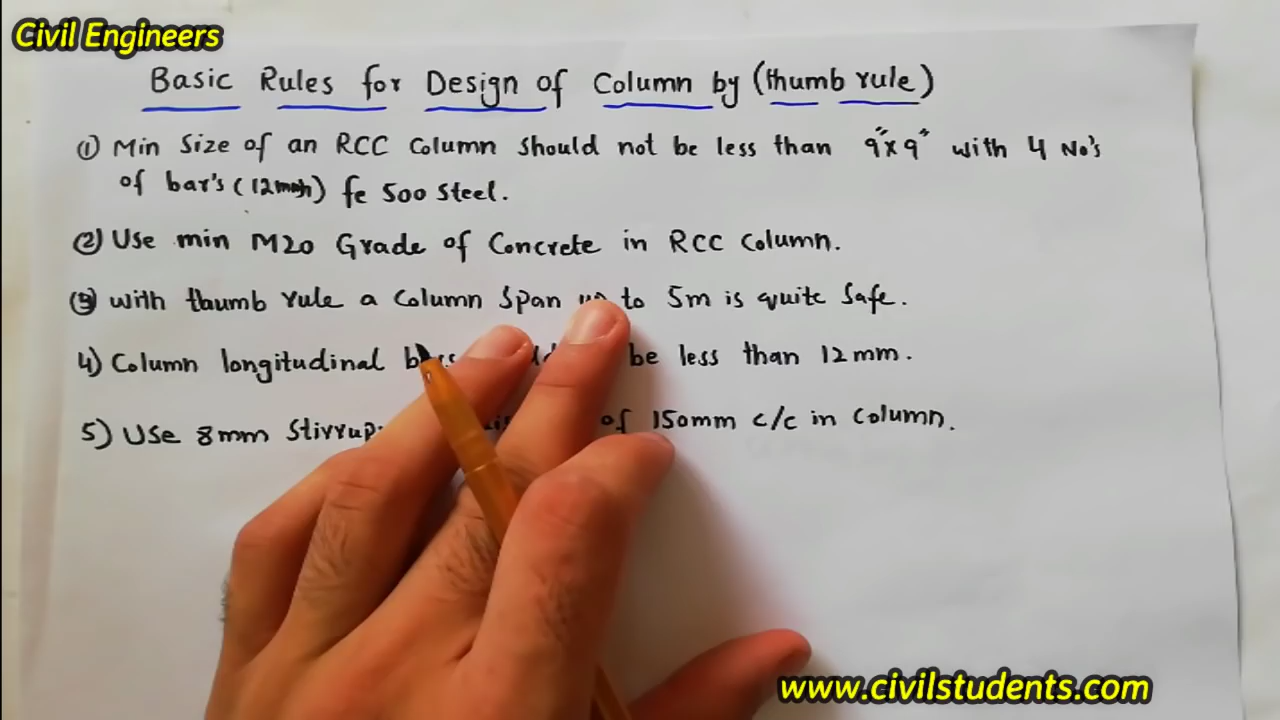 Civil Engineers
Basic Rules for Design of Column by (thumb rule)
① Min Size of an RCC Column Should not be less than 9"x9" with 4 No's
of bar's (12mm) fe 500 Steel.
② Use min M20 Grade of Concrete in RCC Column.
③ with thumb rule a Column Span to 5m is quite Safe.
4) Column longitudinal be less than 12mm.
5) Use 8mm of 150mm c/c in Column.
www.civilstudents.com